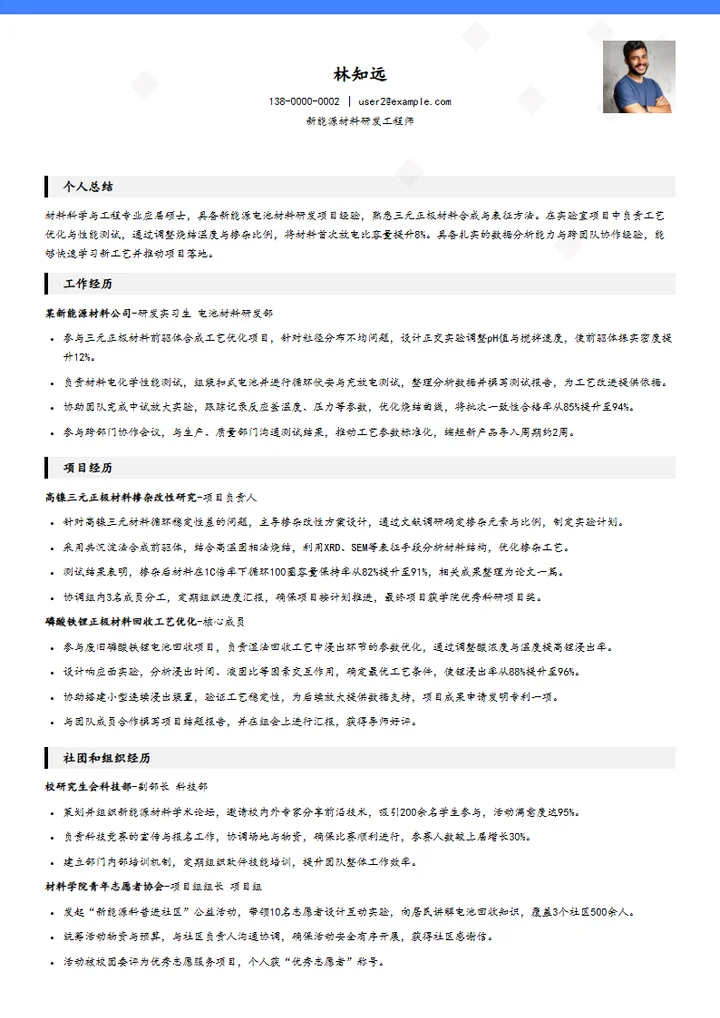 林知远
138-0000-0002 | user2@example.com
新能源材料研发工程师
个人总结
材料科学与工程专业应届硕士，具备新能源电池材料研发项目经验，熟悉三元正极材料合成与表征方法。在实验室项目中负责工艺
优化与性能测试，通过调整烧结温度与掺杂比例，将材料首次放电比容量提升8%。具备扎实的数据分析能力与跨团队协作经验，能
够快速学习新工艺并推动项目落地。
工作经历
某新能源材料公司-研发实习生 电池材料研发部
• 参与三元正极材料前驱体合成工艺优化项目，针对粒径分布不均问题，设计正交实验调整pH值与搅拌速度，使前驱体振实密度提
升12%。
• 负责材料电化学性能测试，组装扣式电池并进行循环伏安与充放电测试，整理分析数据并撰写测试报告，为工艺改进提供依据。
• 协助团队完成中试放大实验，跟踪记录反应釜温度、压力等参数，优化烧结曲线，将批次一致性合格率从85%提升至94%。
• 参与跨部门协作会议，与生产、质量部门沟通测试结果，推动工艺参数标准化，缩短新产品导入周期约2周。
项目经历
高镍三元正极材料掺杂改性研究-项目负责人
• 针对高镍三元材料循环稳定性差的问题，主导掺杂改性方案设计，通过文献调研确定掺杂元素与比例，制定实验计划。
• 采用共沉淀法合成前驱体，结合高温固相法烧结，利用XRD、SEM等表征手段分析材料结构，优化掺杂工艺。
• 测试结果表明，掺杂后材料在1C倍率下循环100圈容量保持率从82%提升至91%，相关成果整理为论文一篇。
• 协调组内3名成员分工，定期组织进度汇报，确保项目按计划推进，最终项目获学院优秀科研项目奖。
磷酸铁锂正极材料回收工艺优化-核心成员
• 参与废旧磷酸铁锂电池回收项目，负责湿法回收工艺中浸出环节的参数优化，通过调整酸浓度与温度提高锂浸出率。
• 设计响应面实验，分析浸出时间、液固比等因素交互作用，确定最优工艺条件，使锂浸出率从88%提升至96%。
• 协助搭建小型连续浸出装置，验证工艺稳定性，为后续放大提供数据支持，项目成果申请发明专利一项。
• 与团队成员合作撰写项目结题报告，并在组会上进行汇报，获得导师好评。
社团和组织经历
校研究生会科技部-副部长 科技部
• 策划并组织新能源材料学术论坛，邀请校内外专家分享前沿技术，吸引200余名学生参与，活动满意度达95%。
• 负责科技竞赛的宣传与报名工作，协调场地与物资，确保比赛顺利进行，参赛人数较上届增长30%。
• 建立部门内部培训机制，定期组织软件技能培训，提升团队整体工作效率。
材料学院青年志愿者协会-项目组组长 项目组
• 发起“新能源科普进社区”公益活动，带领10名志愿者设计互动实验，向居民讲解电池回收知识，覆盖3个社区500余人。
• 统筹活动物资与预算，与社区负责人沟通协调，确保活动安全有序开展，获得社区感谢信。
• 活动被校团委评为优秀志愿服务项目，个人获“优秀志愿者”称号。